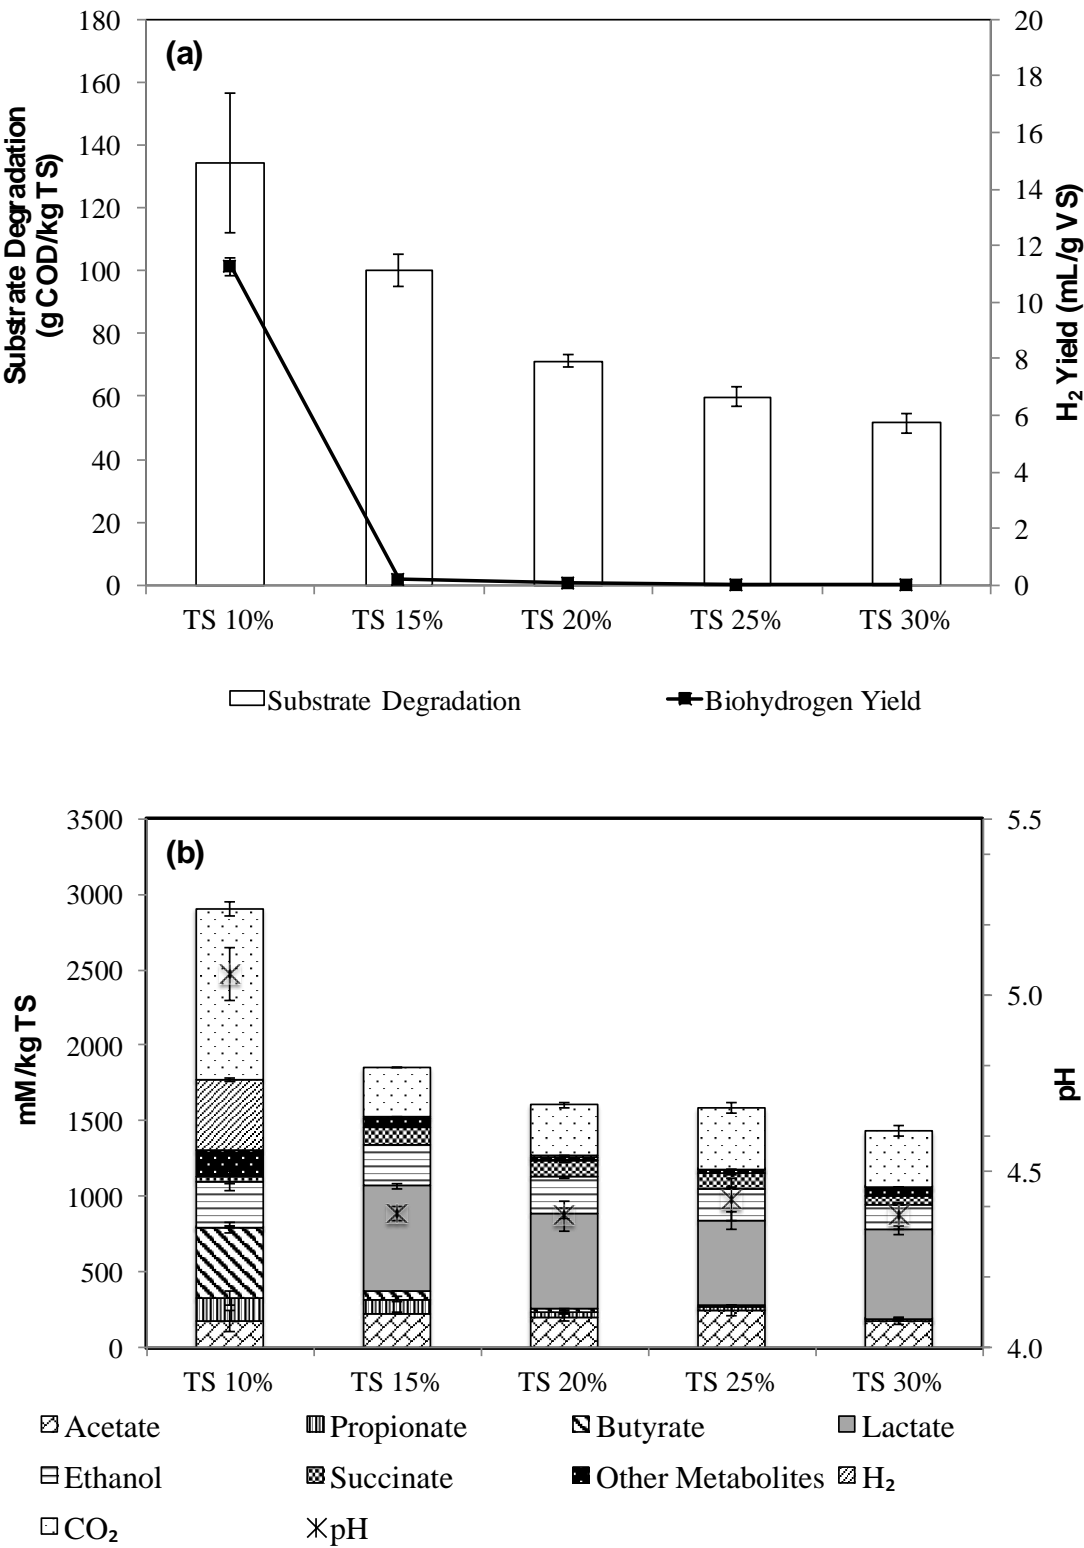 (a)
Substrate Degradation
(g COD/kg TS)
180
160
140
120
100
80
60
40
20
0
20
18
16
14
12
10
8
6
4
2
0
H₂ Yield (mL/g VS)
TS 10% TS 15% TS 20% TS 25% TS 30%
Substrate Degradation Biohydrogen Yield
(b)
mM/kg TS
3500
3000
2500
2000
1500
1000
500
0
5.5
5.0
4.5
4.0
pH
TS 10% TS 15% TS 20% TS 25% TS 30%
Acetate Propionate Butyrate Lactate
Ethanol Succinate Other Metabolites H₂
CO₂ pH